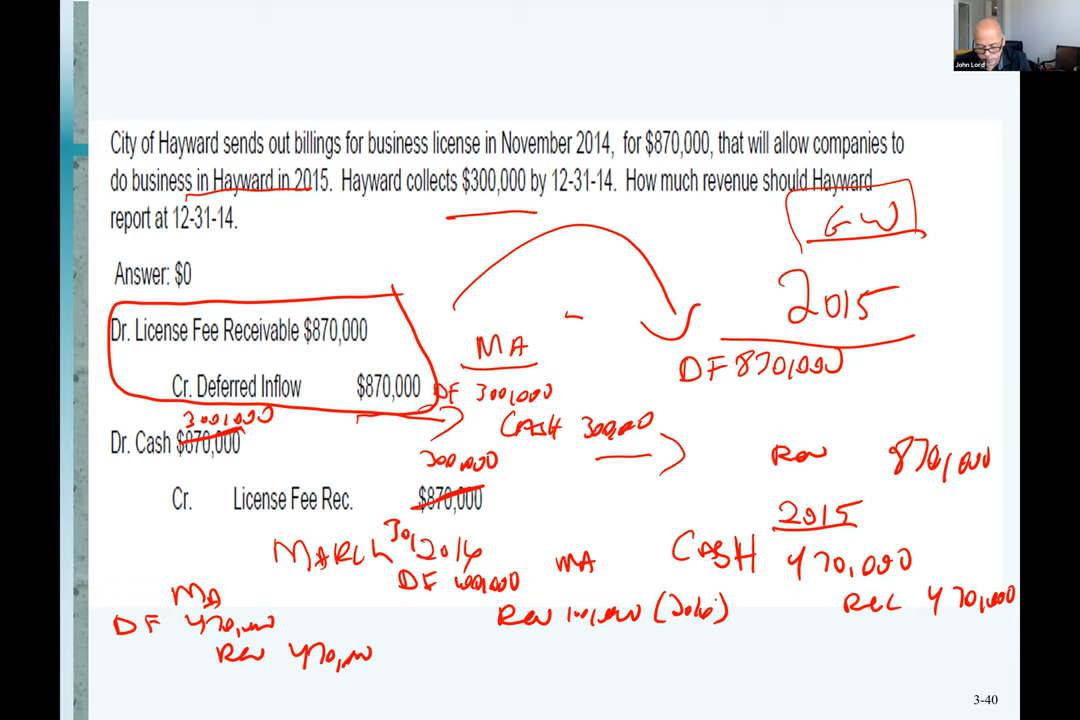 John Lord
City of Hayward sends out billings for business license in November 2014, for $870,000, that will allow companies to
do business in Hayward in 2015. Hayward collects $300,000 by 12-31-14. How much revenue should Hayward
report at 12-31-14.
GW
Answer: $0
2015
Dr. License Fee Receivable $870,000
MA
DF 870,000
Cr. Deferred Inflow $870,000
DF 300,000
300,000
CASH 300,000
Dr. Cash $870,000
300,000
Rev 870,000
Cr. License Fee Rec. $870,000
2015
MARCH 30, 2016
CASH 470,000
DF 100,000
MA
Rev 100,000 (2016)
REC 470,000
MA
DF 470,000
Rev 470,000
3-40